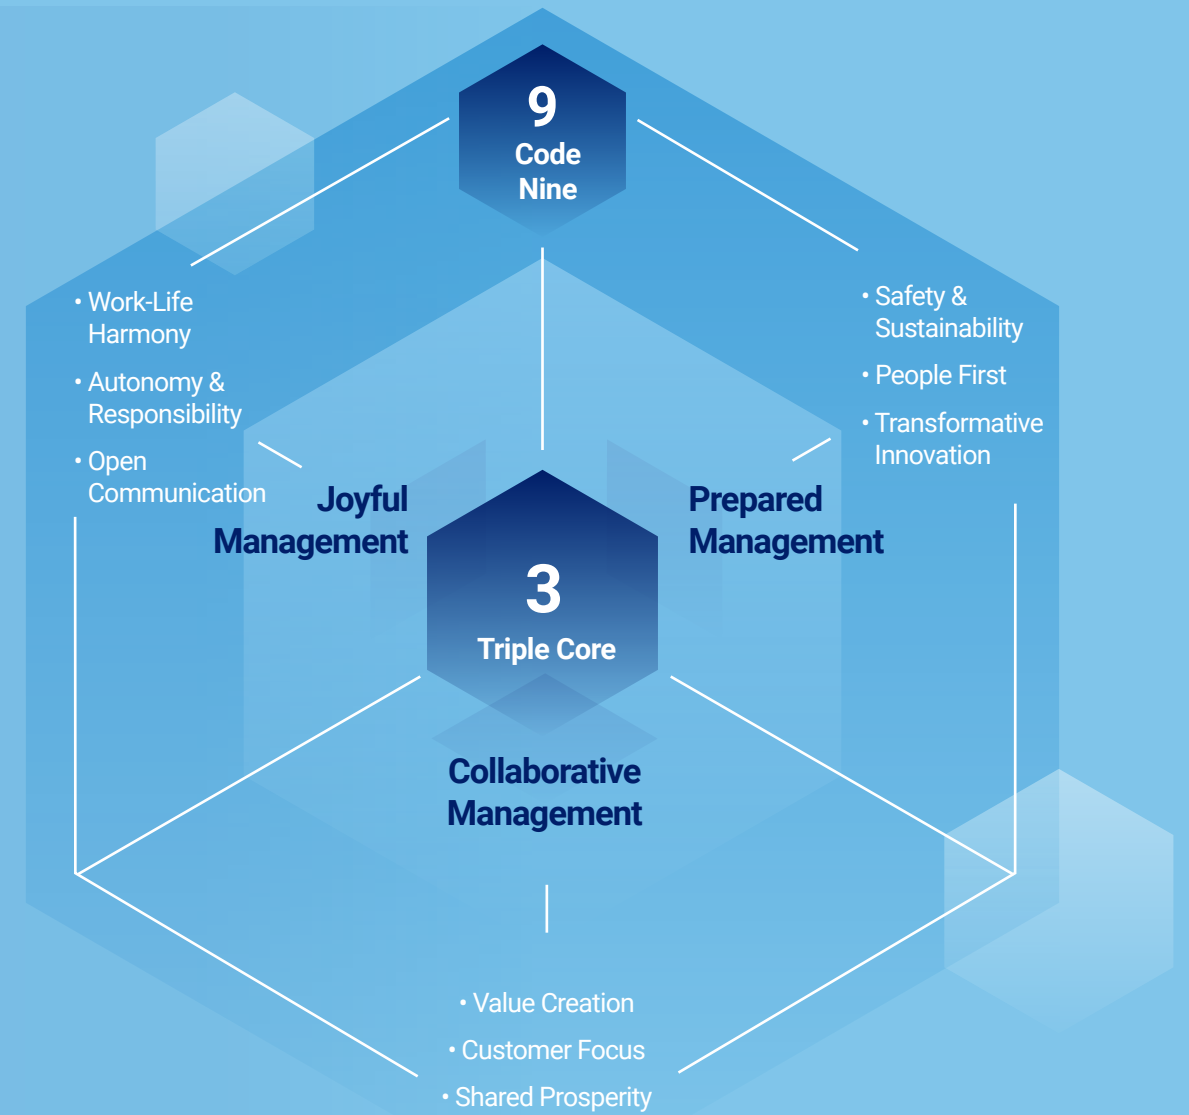 9
Code
Nine
• Work-Life
Harmony
• Autonomy &
Responsibility
• Open
Communication
• Safety &
Sustainability
• People First
• Transformative
Innovation
Joyful
Management
Prepared
Management
3
Triple Core
Collaborative
Management
• Value Creation
• Customer Focus
• Shared Prosperity